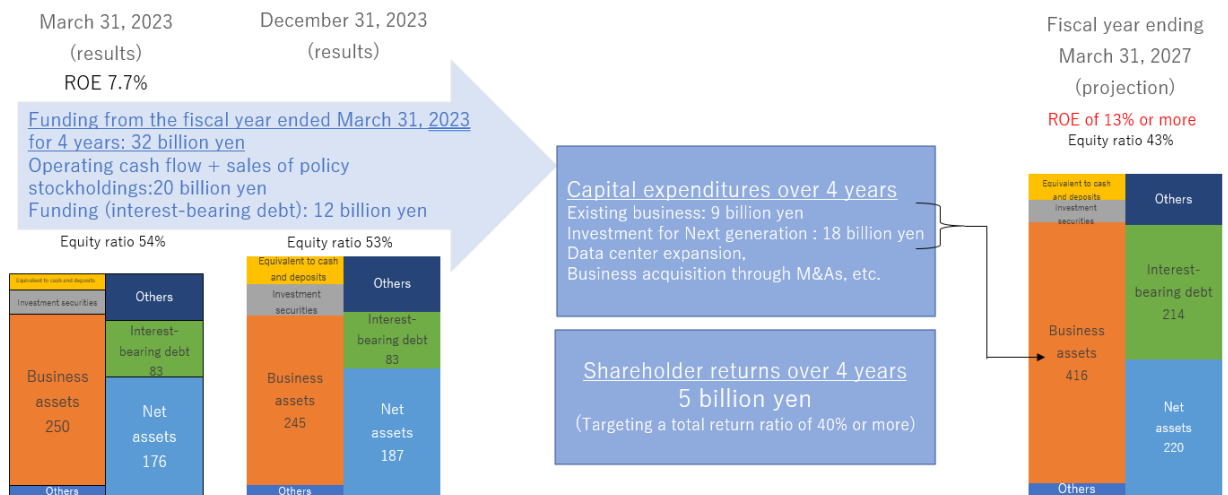 March 31, 2023
(results)
ROE 7.7%
December 31, 2023
(results)
Fiscal year ending
March 31, 2027
(projection)
ROE of 13% or more
Equity ratio 43%
Funding from the fiscal year ended March 31, 2023
for 4 years: 32 billion yen
Operating cash flow + sales of policy
stockholdings:20 billion yen
Funding (interest-bearing debt): 12 billion yen
Equity ratio 54%
Equity ratio 53%
Capital expenditures over 4 years
Existing business: 9 billion yen
Investment for Next generation : 18 billion yen
Data center expansion,
Business acquisition through M&As, etc.
Shareholder returns over 4 years
5 billion yen
(Targeting a total return ratio of 40% or more)
Equivalent to cash and deposits
Investment securities
Business
assets
250
Others
Others
Interest-
bearing debt
83
Net
assets
176
Equivalent to cash
and deposits
Investment
securities
Business
assets
245
Others
Others
Interest-
bearing debt
83
Net
assets
187
Equivalent to cash
and deposits
Investment
securities
Business
assets
416
Others
Others
Interest-
bearing debt
214
Net
assets
220